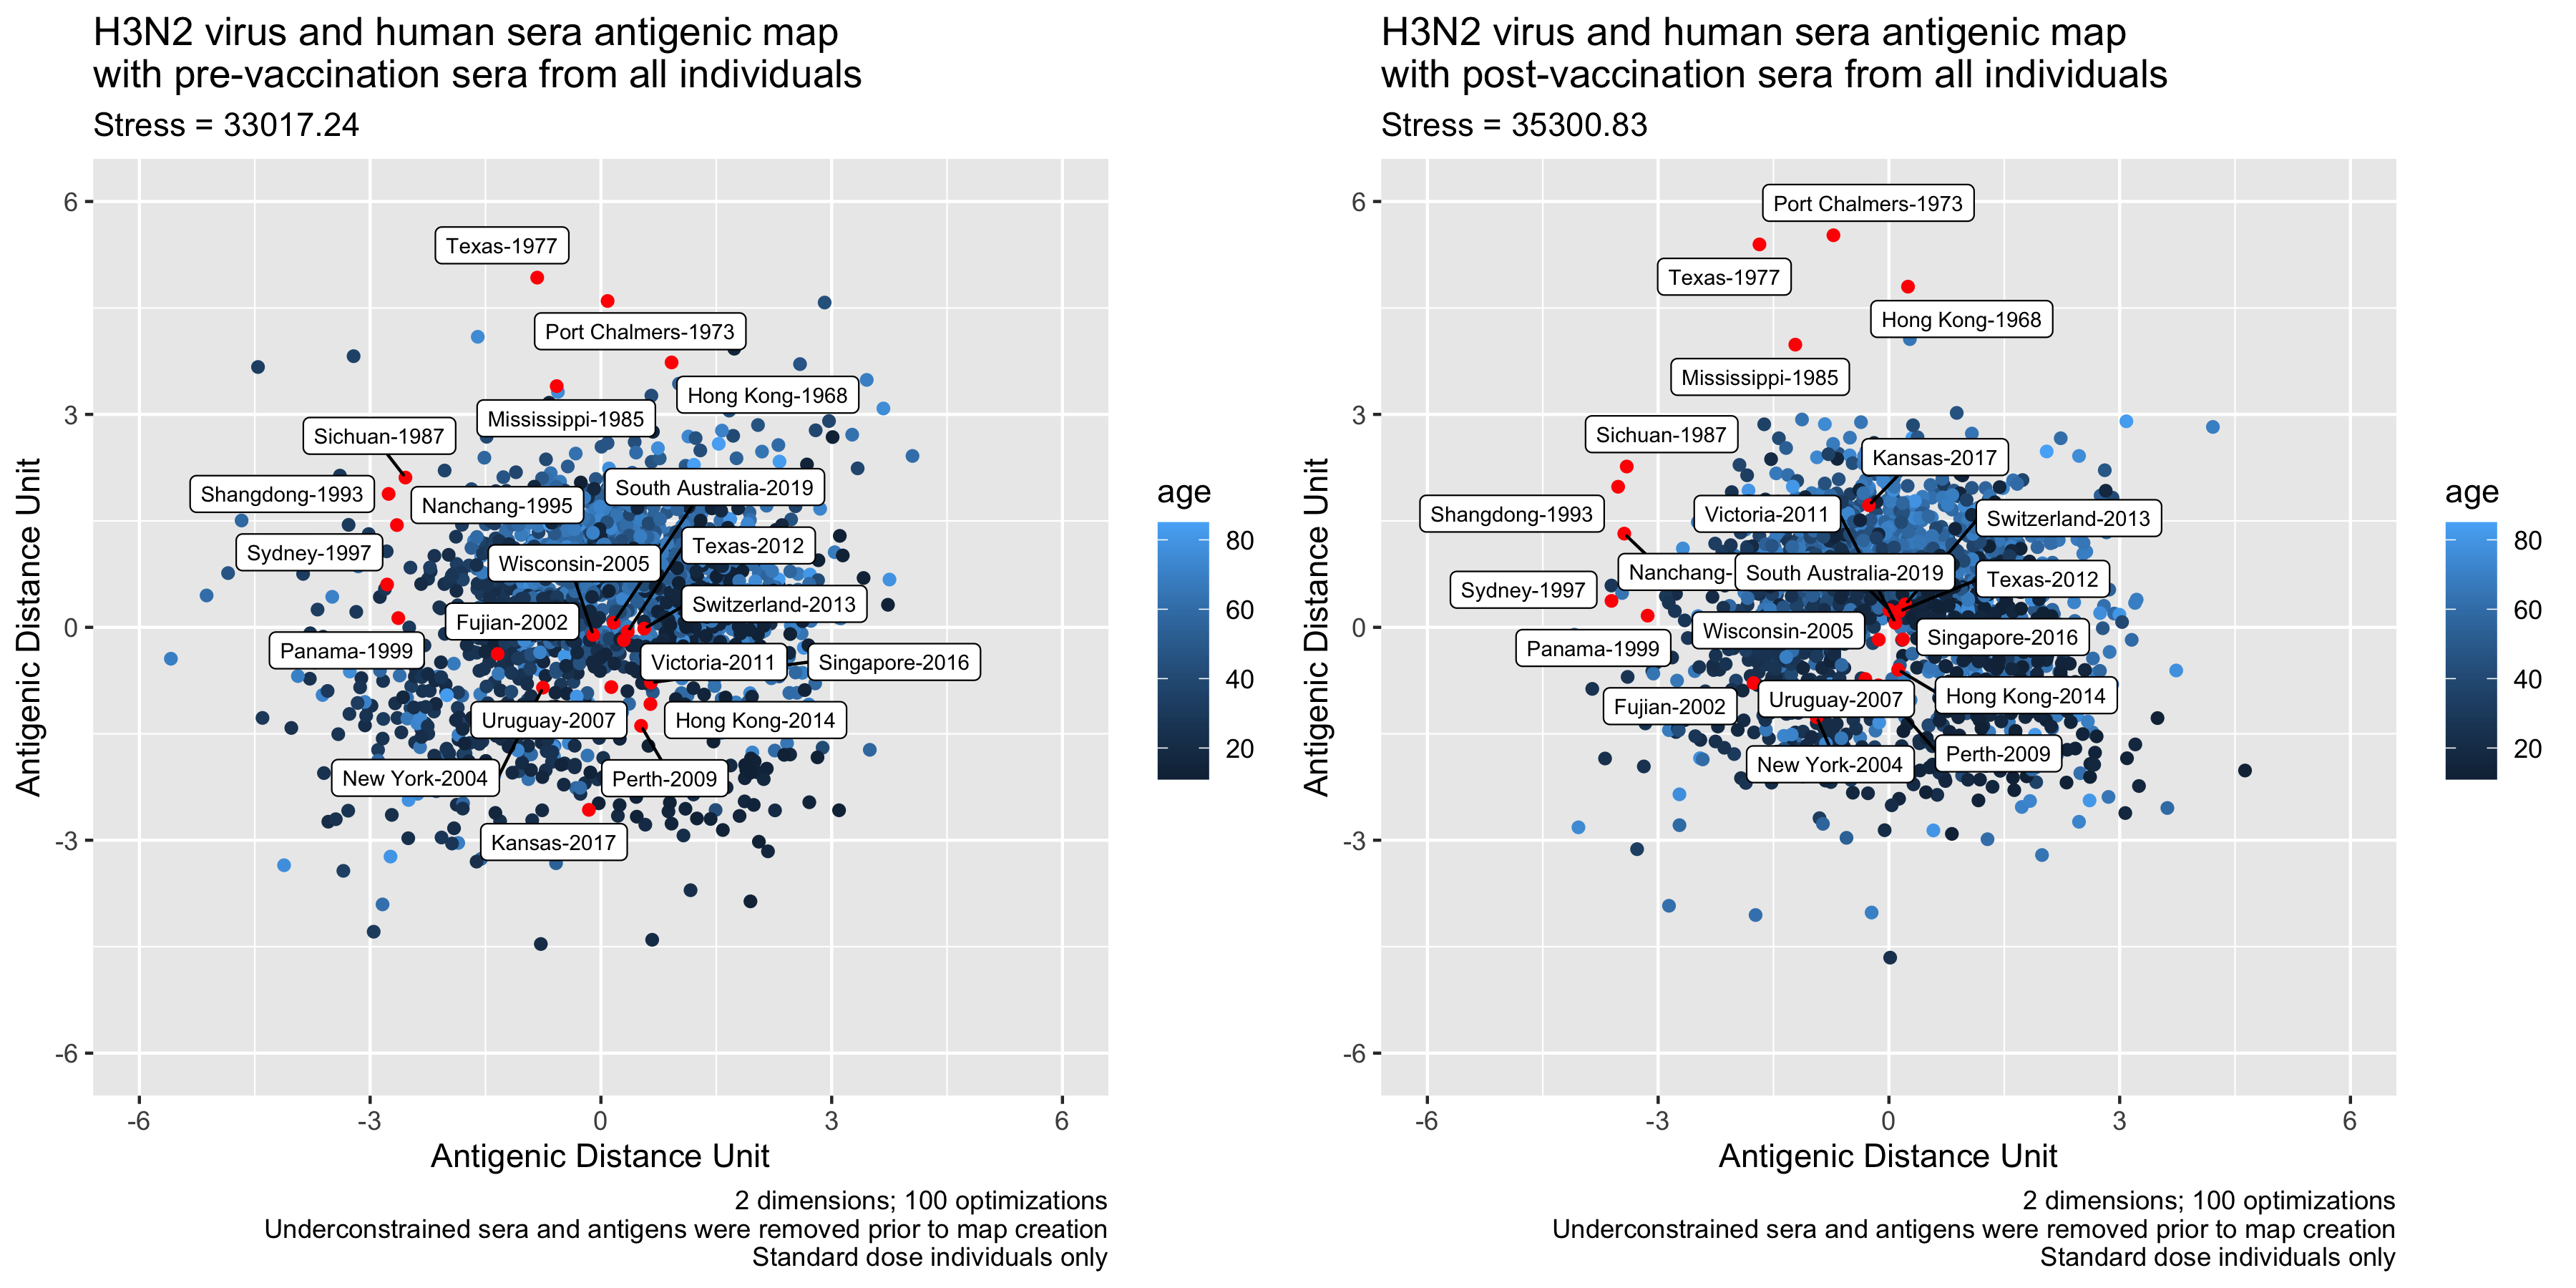 H3N2 virus and human sera antigenic map
with pre-vaccination sera from all individuals
Stress = 33017.24
Antigenic Distance Unit
6
3
0
-3
-6
Texas-1977
Port Chalmers-1973
Hong Kong-1968
Mississippi-1985
Sichuan-1987
Shangdong-1993
Nanchang-1995
South Australia-2019
Sydney-1997
Wisconsin-2005
Texas-2012
Switzerland-2013
Fujian-2002
Panama-1999
Victoria-2011
Singapore-2016
Uruguay-2007
Hong Kong-2014
New York-2004
Perth-2009
Kansas-2017
-6
-3
0
3
6
Antigenic Distance Unit
age
80
60
40
20
2 dimensions; 100 optimizations
Underconstrained sera and antigens were removed prior to map creation
Standard dose individuals only
H3N2 virus and human sera antigenic map
with post-vaccination sera from all individuals
Stress = 35300.83
Antigenic Distance Unit
6
3
0
-3
-6
Port Chalmers-1973
Texas-1977
Hong Kong-1968
Mississippi-1985
Sichuan-1987
Kansas-2017
Shangdong-1993
Victoria-2011
Switzerland-2013
Nanchang-
South Australia-2019
Texas-2012
Sydney-1997
Wisconsin-2005
Singapore-2016
Panama-1999
Fujian-2002
Uruguay-2007
Hong Kong-2014
New York-2004
Perth-2009
-6
-3
0
3
6
Antigenic Distance Unit
age
80
60
40
20
2 dimensions; 100 optimizations
Underconstrained sera and antigens were removed prior to map creation
Standard dose individuals only